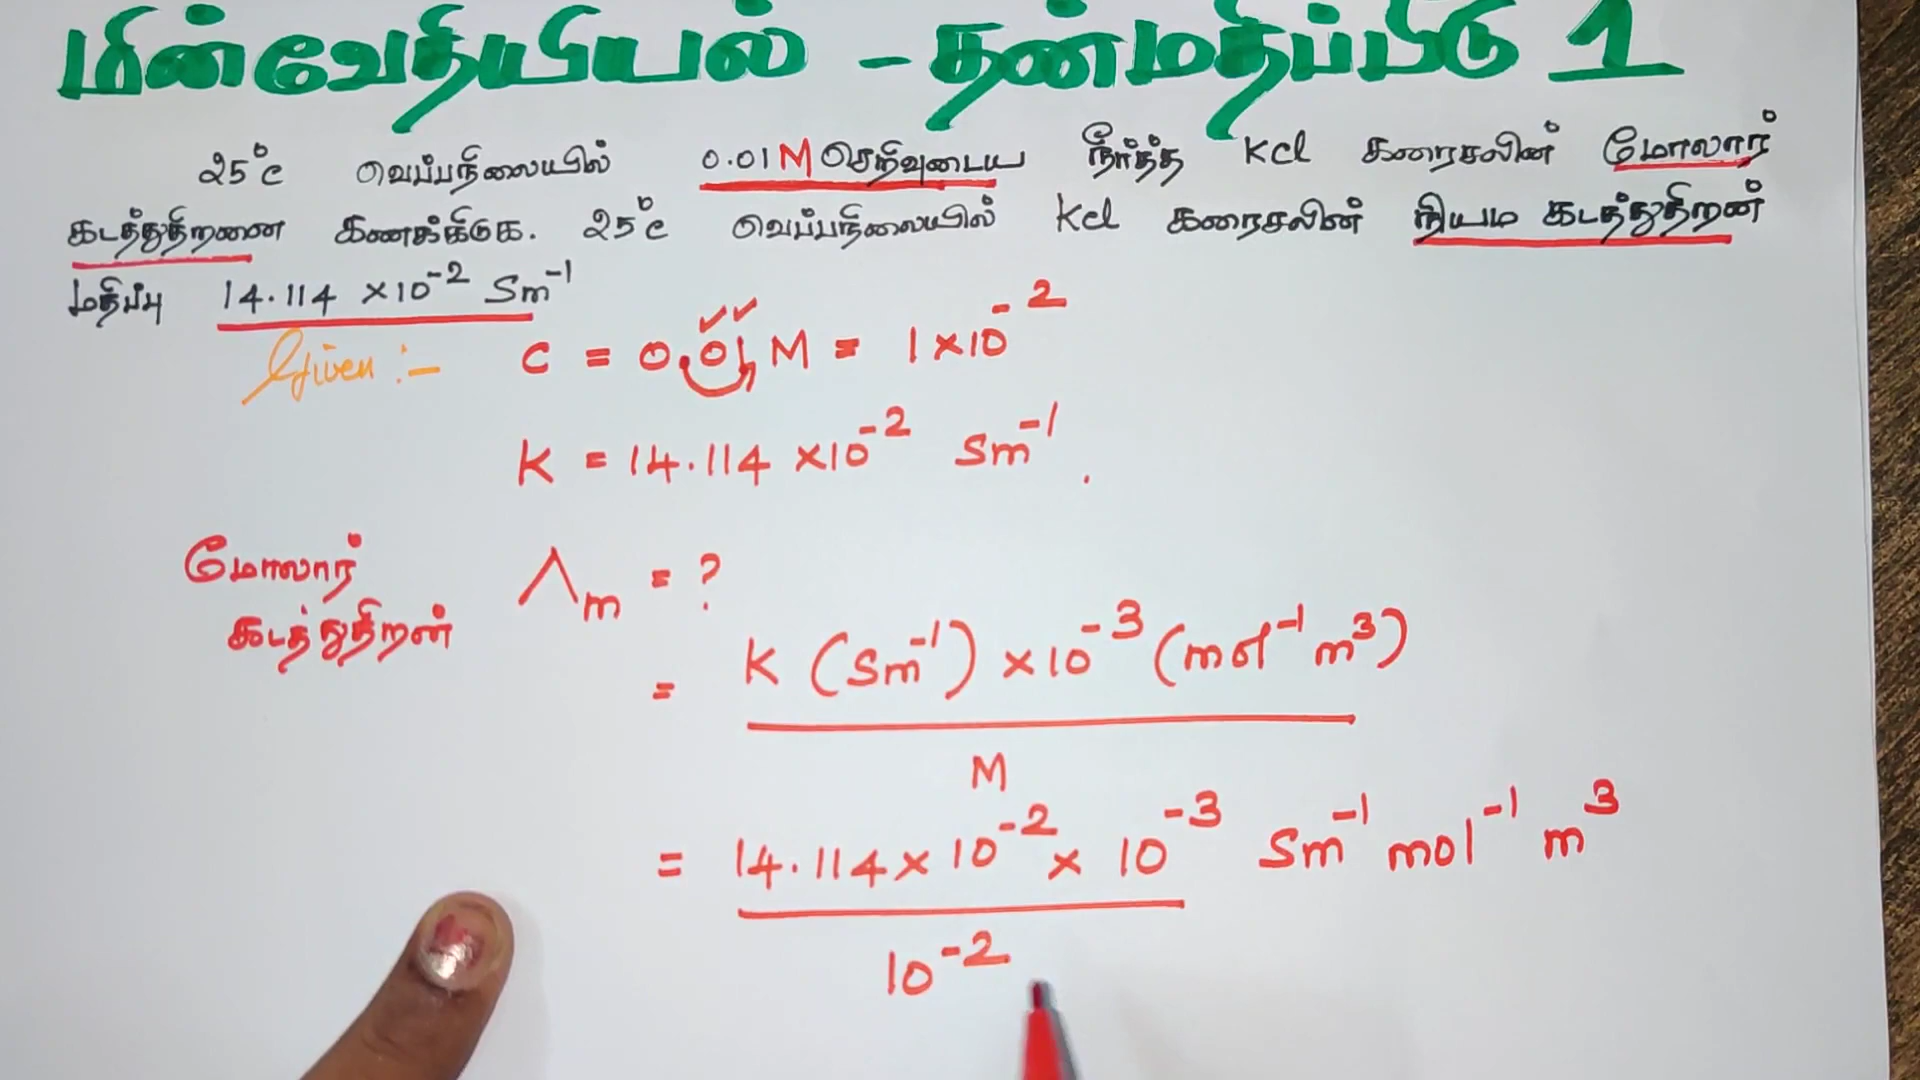 மின்வேதியியல் - தன்மதிப்பீடு 1
25°c வெப்பநிலையில் 0.01M செறிவுடைய நீர்த்த Kcl கரைசலின் மோலார்
கடத்துதிறனை கணக்கிடுக. 25°c வெப்பநிலையில் Kcl கரைசலின் நியம கடத்துதிறன்
மதிப்பு 14.114 ×10⁻² Sm⁻¹
Given :- C = 0.01 M = 1×10⁻²
K = 14.114 ×10⁻² Sm⁻¹.
மோலார் கடத்துதிறன் Λm = ?
= K (Sm⁻¹) ×10⁻³ (mol⁻¹ m³)
M
= 14.114 × 10⁻² × 10⁻³ Sm⁻¹ mol⁻¹ m³
10⁻²